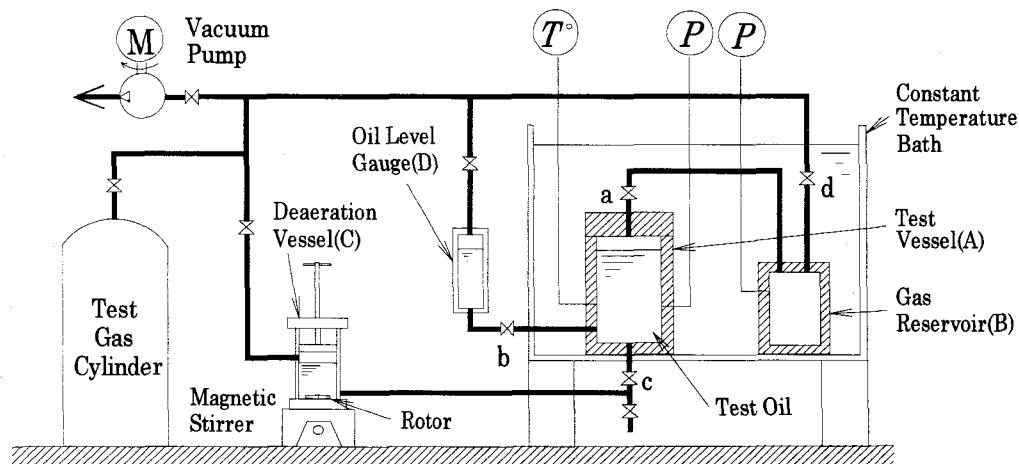 M
Vacuum
Pump
T°
P
P
Constant
Temperature
Bath
Oil Level
Gauge(D)
a
d
Deaeration
Vessel(C)
Test
Vessel(A)
Test
Gas
Cylinder
Gas
Reservoir(B)
b
c
Magnetic
Stirrer
Rotor
Test Oil